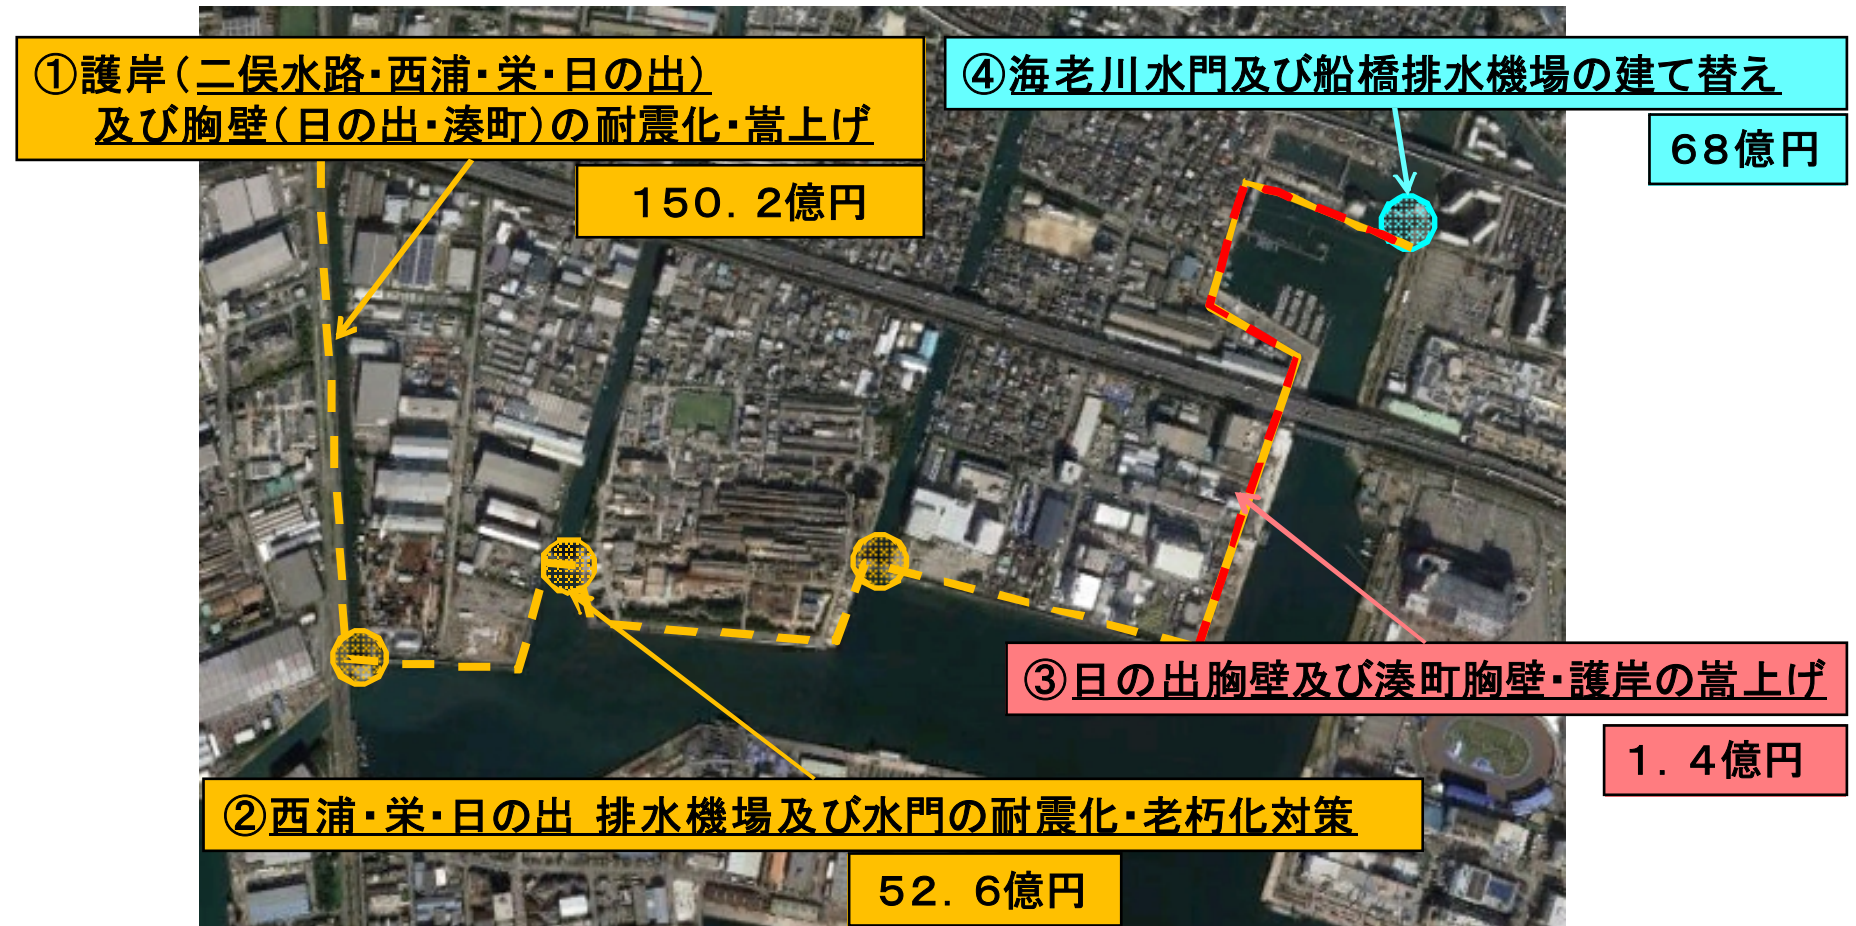 ①護岸(二俣水路・西浦・栄・日の出)
及び胸壁(日の出・湊町)の耐震化・嵩上げ
150.2億円
④海老川水門及び船橋排水機場の建て替え
68億円
③日の出胸壁及び湊町胸壁・護岸の嵩上げ
1.4億円
②西浦・栄・日の出 排水機場及び水門の耐震化・老朽化対策
52.6億円